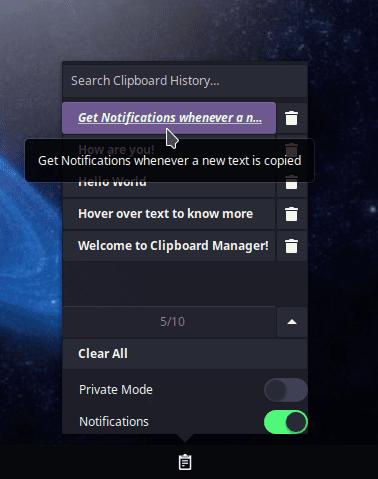 Search Clipboard History...
Get Notifications whenever a n...
How are you!
Get Notifications whenever a new text is copied
Hello World
Hover over text to know more
Welcome to Clipboard Manager!
5/10
Clear All
Private Mode
Notifications